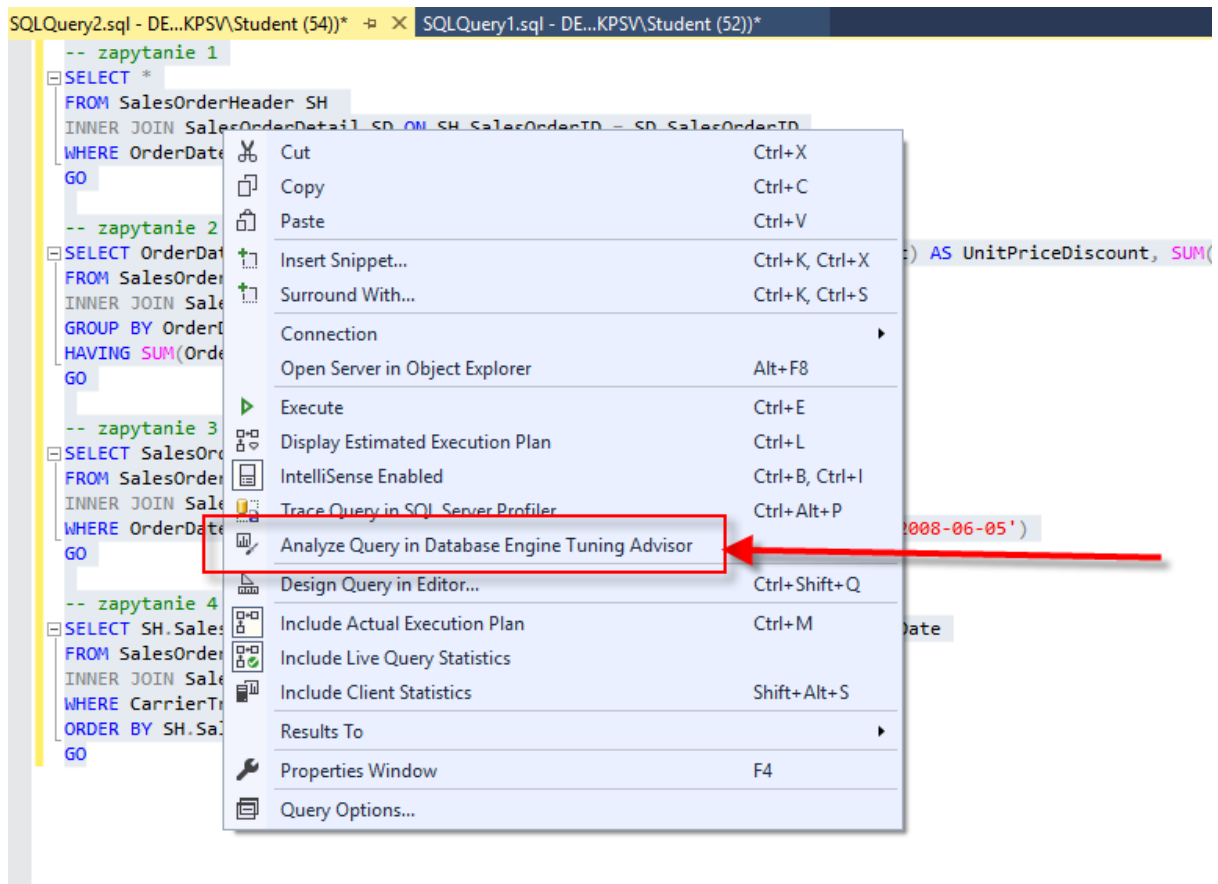 SQLQuery2.sql - DE...KPSV\Student (54))* SQLQuery1.sql - DE...KPSV\Student (52))*
-- zapytanie 1
SELECT *
FROM SalesOrderHeader SH
INNER JOIN SalesOrderDetail SD ON SH.SalesOrderID = SD.SalesOrderID
WHERE OrderDate
GO
-- zapytanie 2
SELECT OrderDat ) AS UnitPriceDiscount, SUM(
FROM SalesOrder
INNER JOIN Sale
GROUP BY OrderD
HAVING SUM(Orde
GO
-- zapytanie 3
SELECT SalesOrd
FROM SalesOrder
INNER JOIN Sale
WHERE OrderDate 2008-06-05')
GO
-- zapytanie 4
SELECT SH.Sales Date
FROM SalesOrder
INNER JOIN Sale
WHERE CarrierTr
ORDER BY SH.Sal
GO
Cut Ctrl+X
Copy Ctrl+C
Paste Ctrl+V
Insert Snippet... Ctrl+K, Ctrl+X
Surround With... Ctrl+K, Ctrl+S
Connection
Open Server in Object Explorer Alt+F8
Execute Ctrl+E
Display Estimated Execution Plan Ctrl+L
IntelliSense Enabled Ctrl+B, Ctrl+I
Trace Query in SQL Server Profiler Ctrl+Alt+P
Analyze Query in Database Engine Tuning Advisor
Design Query in Editor... Ctrl+Shift+Q
Include Actual Execution Plan Ctrl+M
Include Live Query Statistics
Include Client Statistics Shift+Alt+S
Results To
Properties Window F4
Query Options...